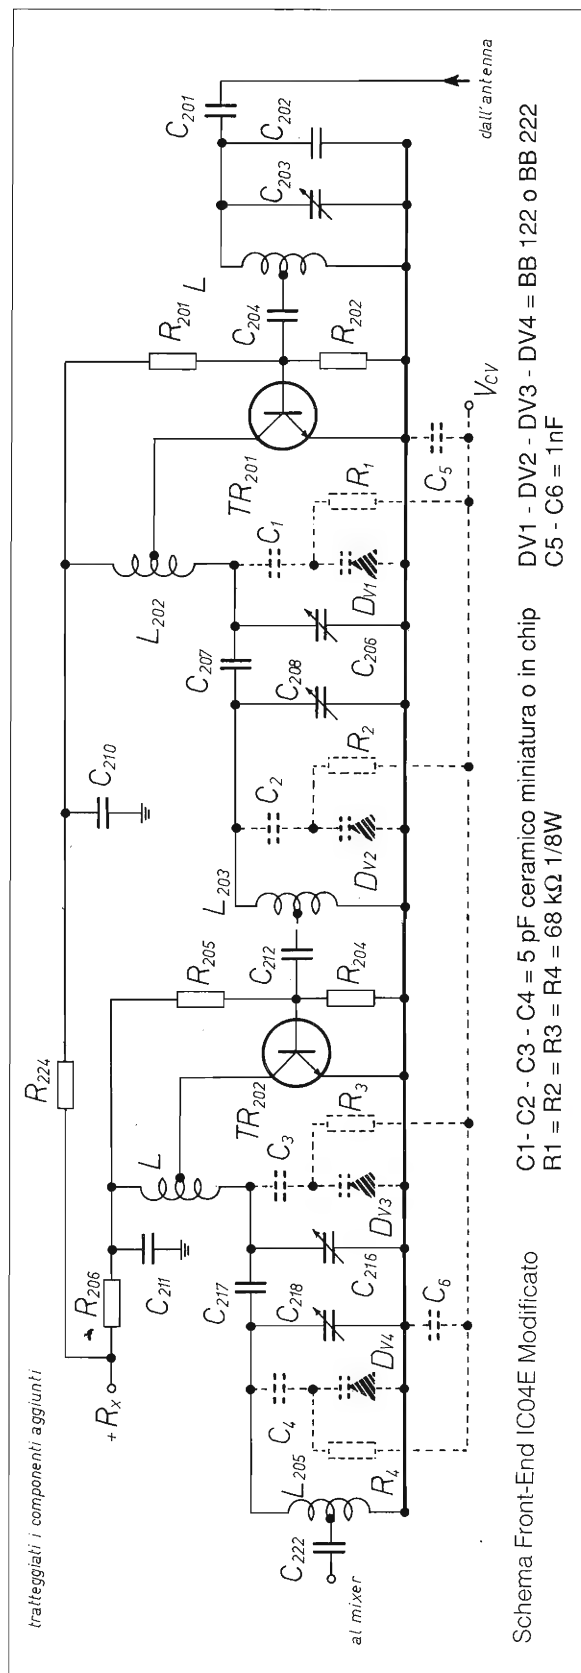 tratteggiati i componenti aggiunti
+ Rx
R206
C211
L
R224
C210
R205
C212
R204
TR202
L203
L202
C207
C208
C206
C2
R2
DV2
C1
R1
DV1
TR201
R201
L
C204
R202
C203
C202
C201
dall'antenna
C217
C218
C216
C3
R3
DV3
C4
DV4
R4
L205
C222
al mixer
C6
C5
VCV
Schema Front-End IC04E Modificato
C1- C2 - C3 - C4 = 5 pF ceramico miniatura o in chip
R1 = R2 = R3 = R4 = 68 kΩ 1/8W
DV1 - DV2 - DV3 - DV4 = BB 122 o BB 222
C5 - C6 = 1nF